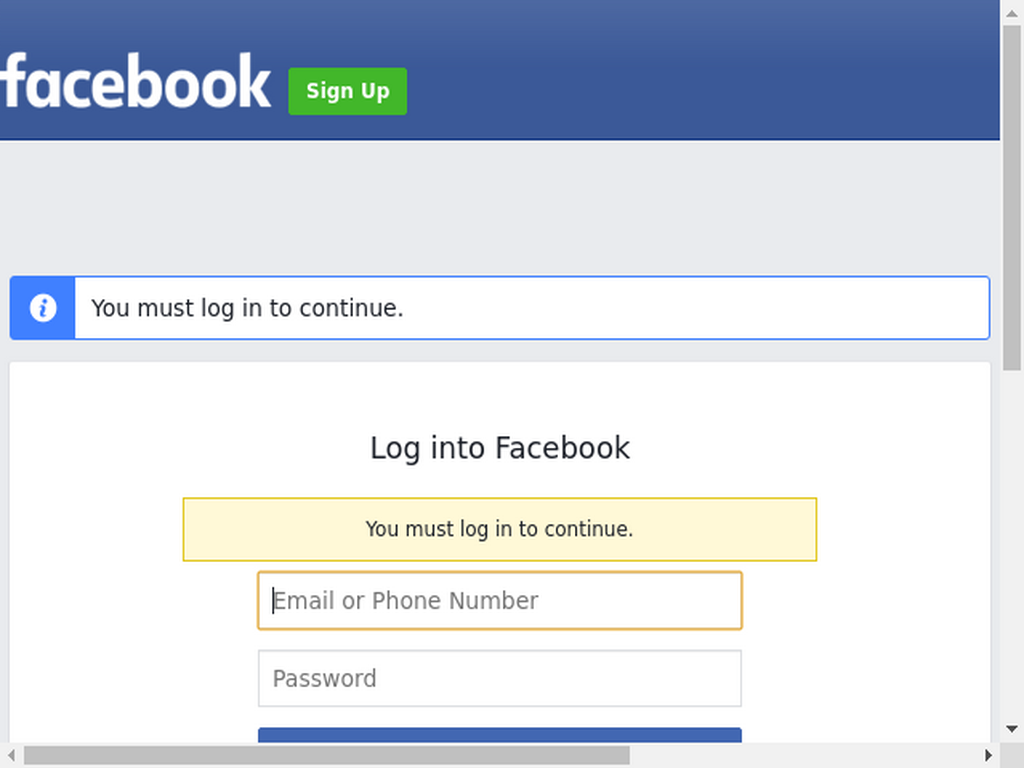 facebook
Sign Up
You must log in to continue.
Log into Facebook
You must log in to continue.
Email or Phone Number
Password